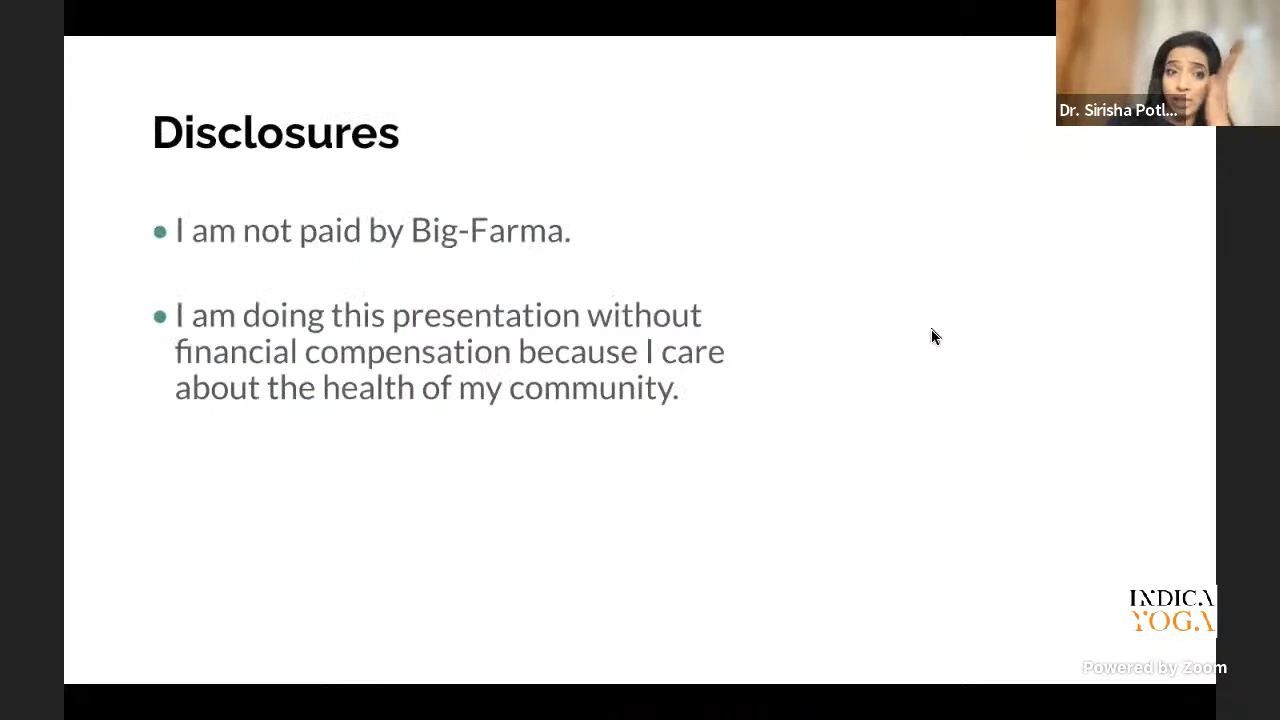 Dr. Sirisha Potl...
Disclosures
• I am not paid by Big-Farma.
• I am doing this presentation without
financial compensation because I care
about the health of my community.
INDICA
YOGA
Powered by Zoom